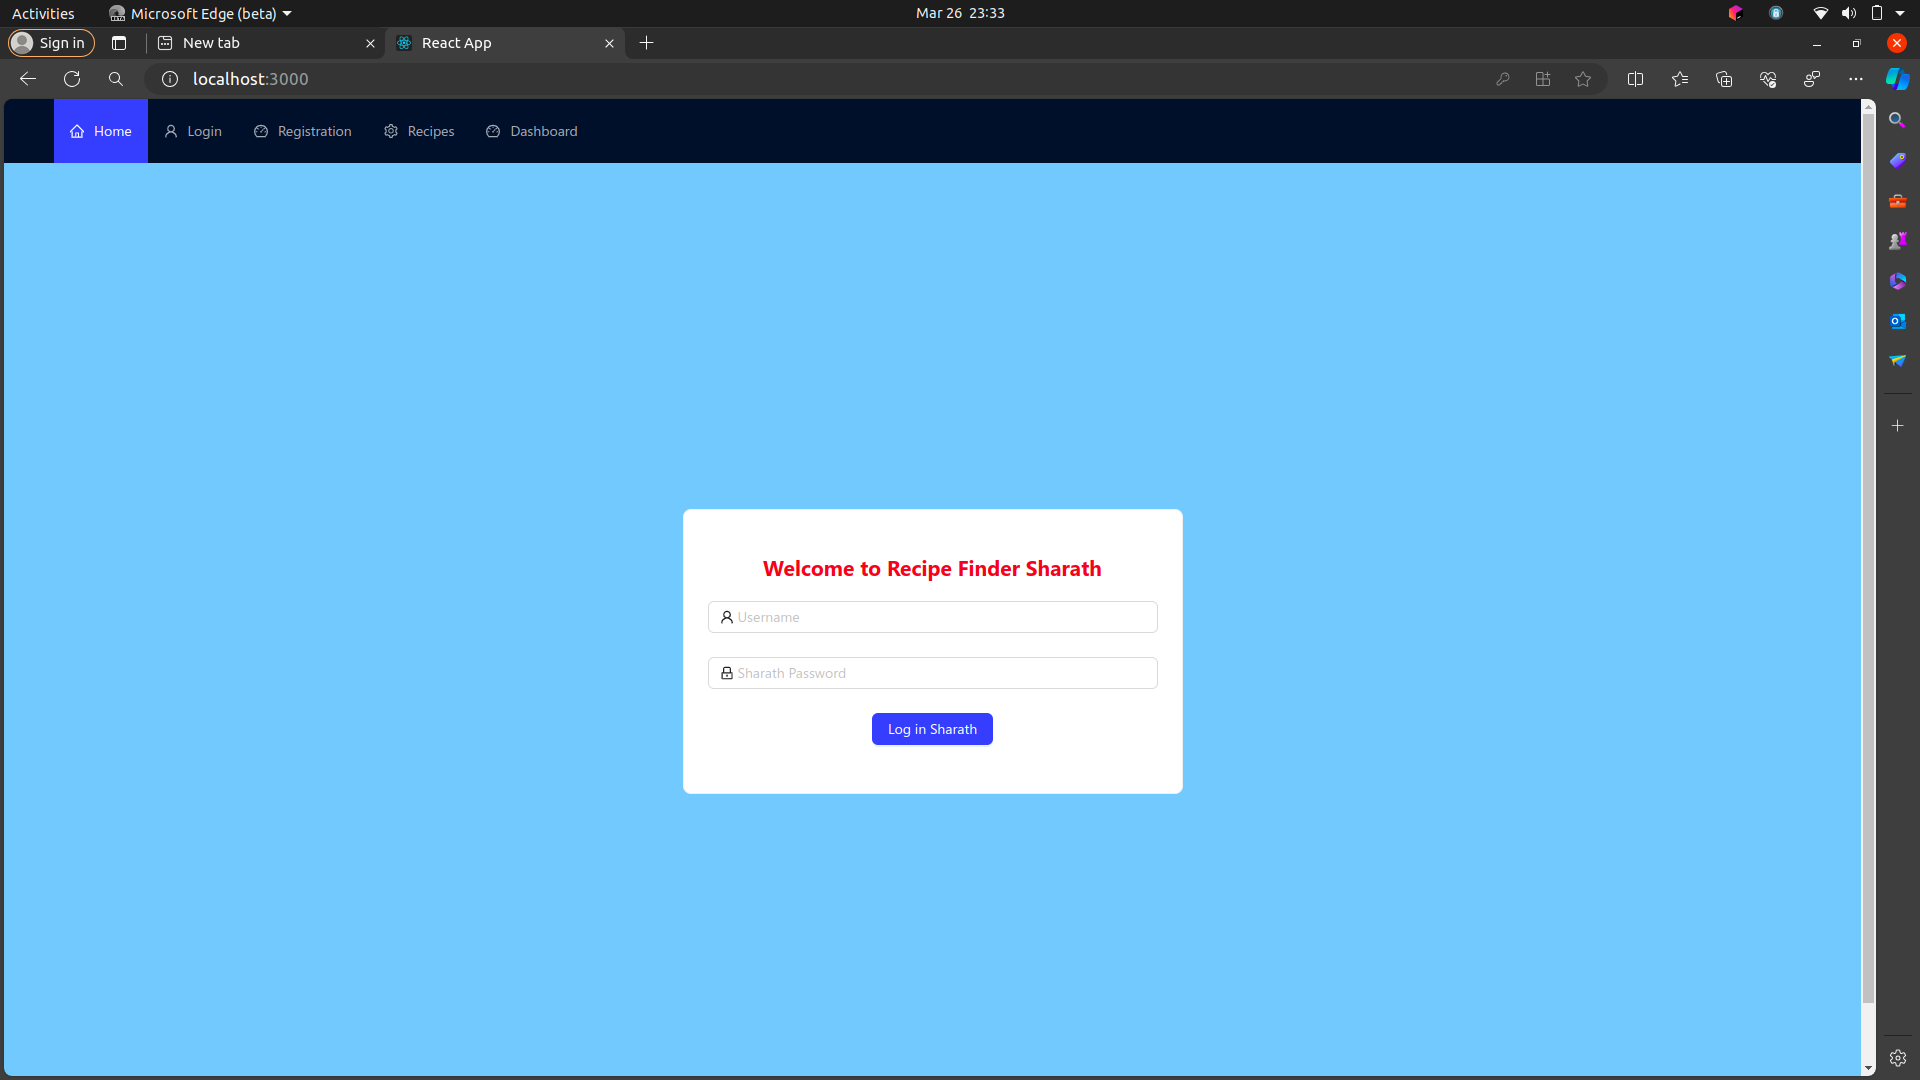 Activities Microsoft Edge (beta) Mar 26 23:33
Sign in New tab React App
localhost:3000
Home Login Registration Recipes Dashboard
Welcome to Recipe Finder Sharath
Username
Sharath Password
Log in Sharath